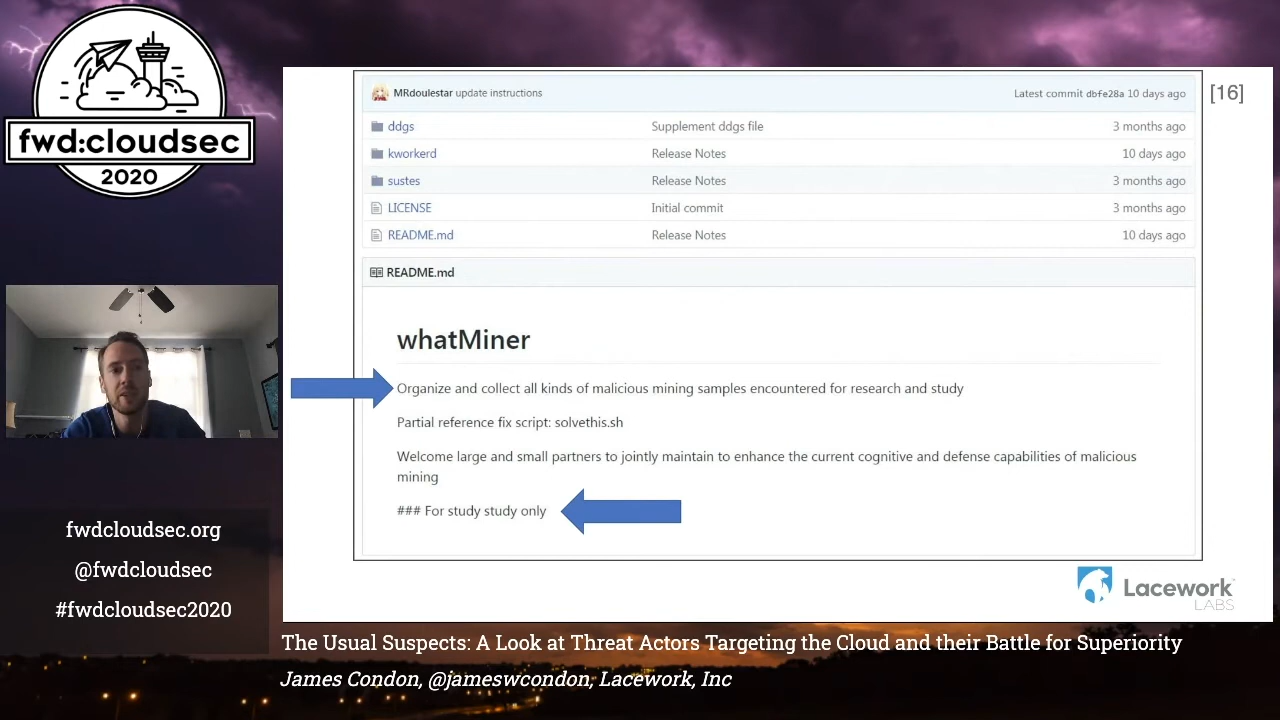 fwd:cloudsec
2020
MRdoulestar update instructions
Latest commit dbfe28a 10 days ago
[16]
ddgs
Supplement ddgs file
3 months ago
kworkerd
Release Notes
10 days ago
sustes
Release Notes
3 months ago
LICENSE
Initial commit
3 months ago
README.md
Release Notes
10 days ago
README.md
whatMiner
Organize and collect all kinds of malicious mining samples encountered for research and study
Partial reference fix script: solvethis.sh
Welcome large and small partners to jointly maintain to enhance the current cognitive and defense capabilities of malicious
mining
### For study study only
Lacework
LABS
fwdcloudsec.org
@fwdcloudsec
#fwdcloudsec2020
The Usual Suspects: A Look at Threat Actors Targeting the Cloud and their Battle for Superiority
James Condon, @jameswcondon, Lacework, Inc